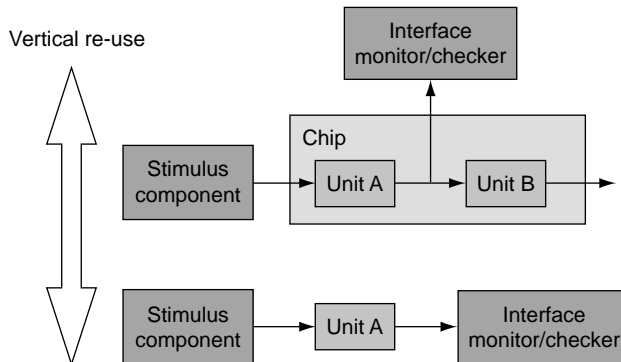 Vertical re-use
Interface
monitor/checker
Chip
Stimulus
component
Unit A
Unit B
Stimulus
component
Unit A
Interface
monitor/checker